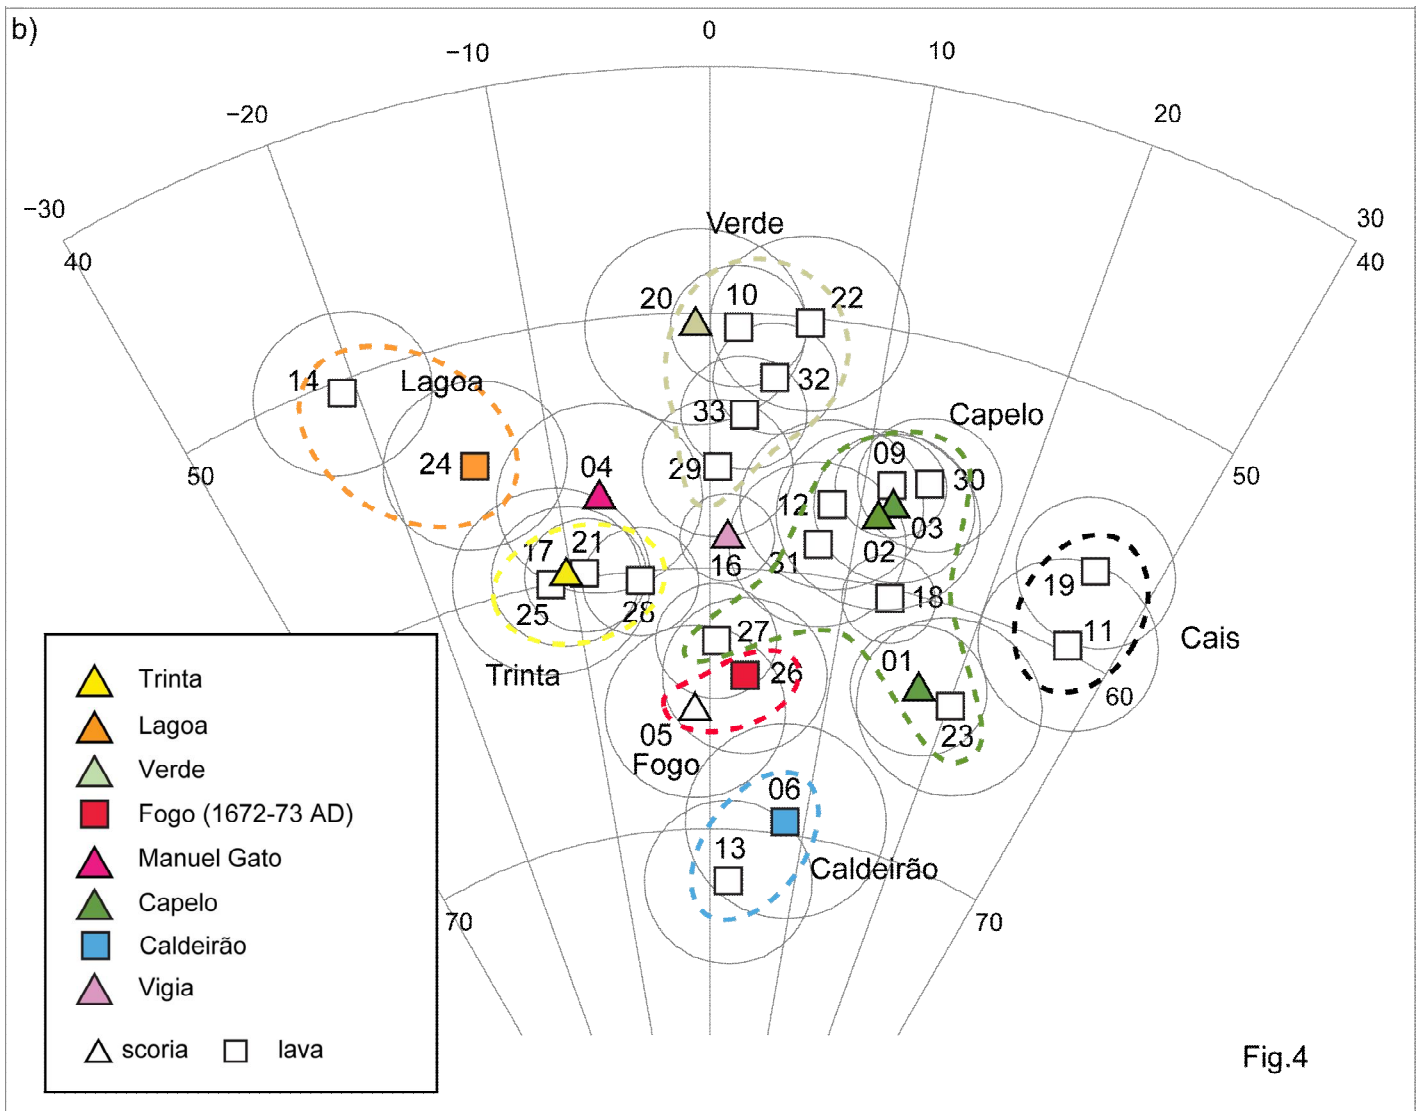 b)
0
−10
10
−20
20
−30
30
40
40
Verde
20
10
22
14
Lagoa
32
33
Capelo
24
04
29
09
30
50
50
12
03
17
21
16
31
02
19
25
28
18
11
27
Cais
Trinta
26
01
60
05
23
Fogo
06
13
Caldeirão
70
70
Trinta
Lagoa
Verde
Fogo (1672-73 AD)
Manuel Gato
Capelo
Caldeirão
Vigia
scoria
lava
Fig.4